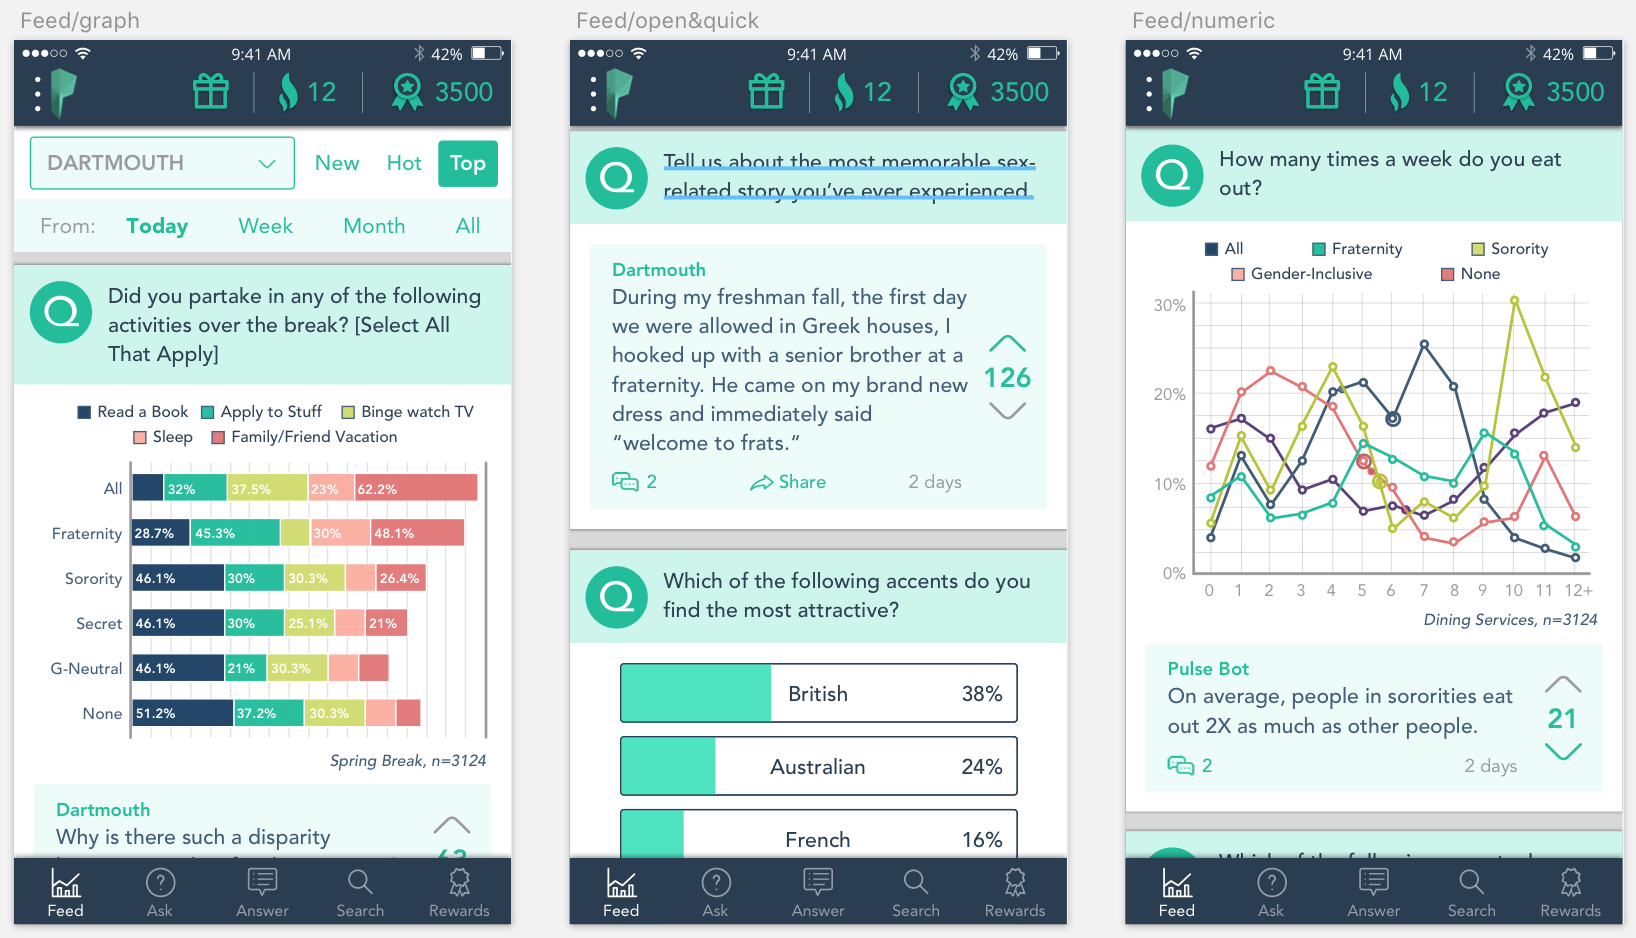 Feed/graph
9:41 AM
42%
12
3500
DARTMOUTH
New
Hot
Top
From:
Today
Week
Month
All
Q
Did you partake in any of the following
activities over the break? [Select All
That Apply]
Read a Book
Apply to Stuff
Binge watch TV
Sleep
Family/Friend Vacation
All
32%
37.5%
23%
62.2%
Fraternity
28.7%
45.3%
30%
48.1%
Sorority
46.1%
30%
30.3%
26.4%
Secret
46.1%
30%
25.1%
21%
G-Neutral
46.1%
21%
30.3%
None
51.2%
37.2%
30.3%
Spring Break, n=3124
Dartmouth
Why is there such a disparity
Feed
Ask
Answer
Search
Rewards
Feed/open&quick
9:41 AM
42%
12
3500
Q
Tell us about the most memorable sex-
related story you've ever experienced.
Dartmouth
During my freshman fall, the first day
we were allowed in Greek houses, I
hooked up with a senior brother at a
fraternity. He came on my brand new
dress and immediately said
“welcome to frats.“
126
2
Share
2 days
Q
Which of the following accents do you
find the most attractive?
British 38%
Australian 24%
French 16%
Feed
Ask
Answer
Search
Rewards
Feed/numeric
9:41 AM
42%
12
3500
Q
How many times a week do you eat
out?
All
Fraternity
Sorority
Gender-Inclusive
None
30%
20%
10%
0%
0 1 2 3 4 5 6 7 8 9 10 11 12+
Dining Services, n=3124
Pulse Bot
On average, people in sororities eat
out 2X as much as other people.
21
2
2 days
Feed
Ask
Answer
Search
Rewards